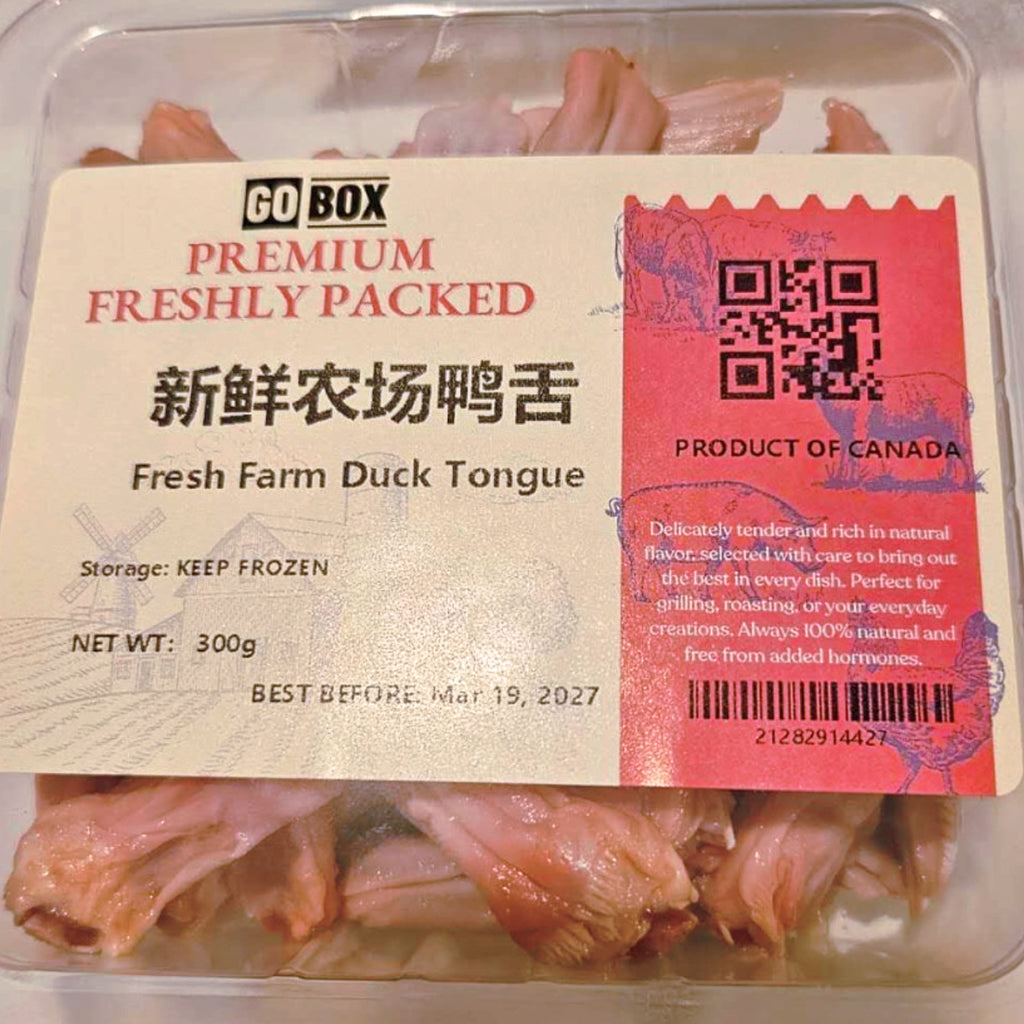 GO BOX
PREMIUM
FRESHLY PACKED
新鲜农场鸭舌
Fresh Farm Duck Tongue
Storage: KEEP FROZEN
NET WT: 300g
BEST BEFORE: Mar 19, 2027
PRODUCT OF CANADA
Delicately tender and rich in natural
flavor, selected with care to bring out
the best in every dish. Perfect for
grilling, roasting, or your everyday
creations. Always 100% natural and
free from added hormones.
21282914427